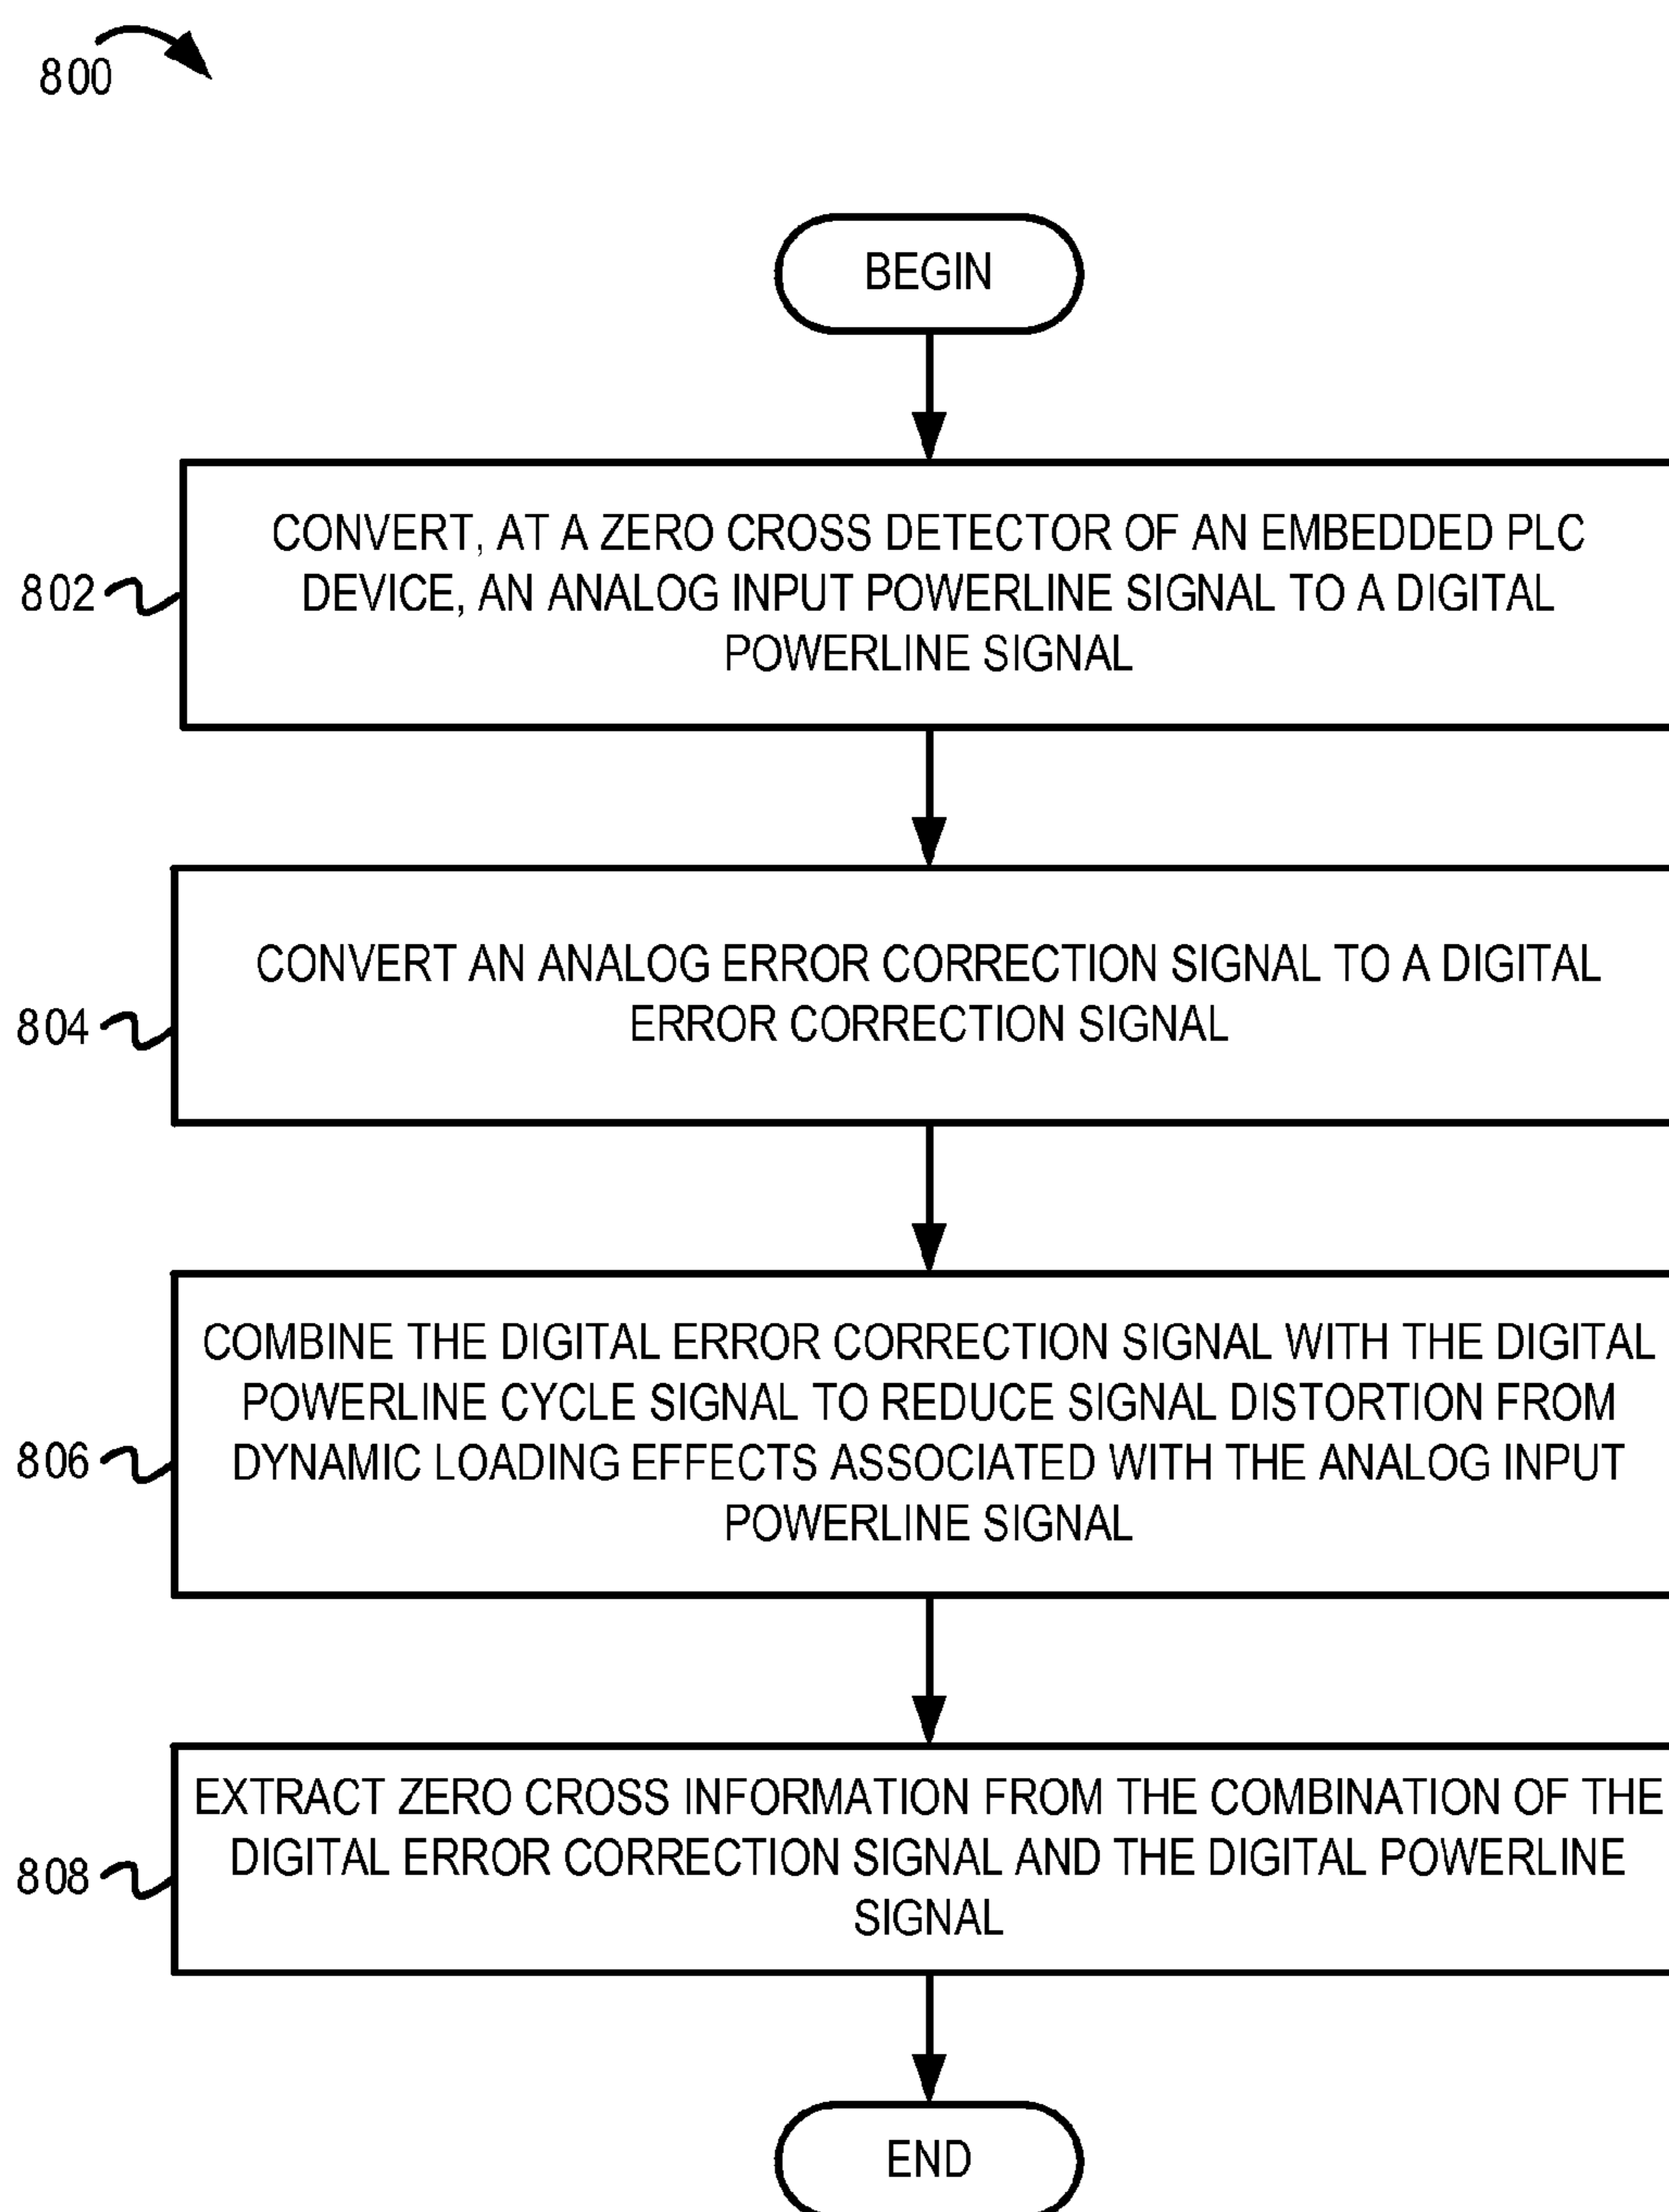 800
BEGIN
CONVERT, AT A ZERO CROSS DETECTOR OF AN EMBEDDED PLC
DEVICE, AN ANALOG INPUT POWERLINE SIGNAL TO A DIGITAL
POWERLINE SIGNAL
802
CONVERT AN ANALOG ERROR CORRECTION SIGNAL TO A DIGITAL
ERROR CORRECTION SIGNAL
804
COMBINE THE DIGITAL ERROR CORRECTION SIGNAL WITH THE DIGITAL
POWERLINE CYCLE SIGNAL TO REDUCE SIGNAL DISTORTION FROM
DYNAMIC LOADING EFFECTS ASSOCIATED WITH THE ANALOG INPUT
POWERLINE SIGNAL
806
EXTRACT ZERO CROSS INFORMATION FROM THE COMBINATION OF THE
DIGITAL ERROR CORRECTION SIGNAL AND THE DIGITAL POWERLINE
SIGNAL
808
END